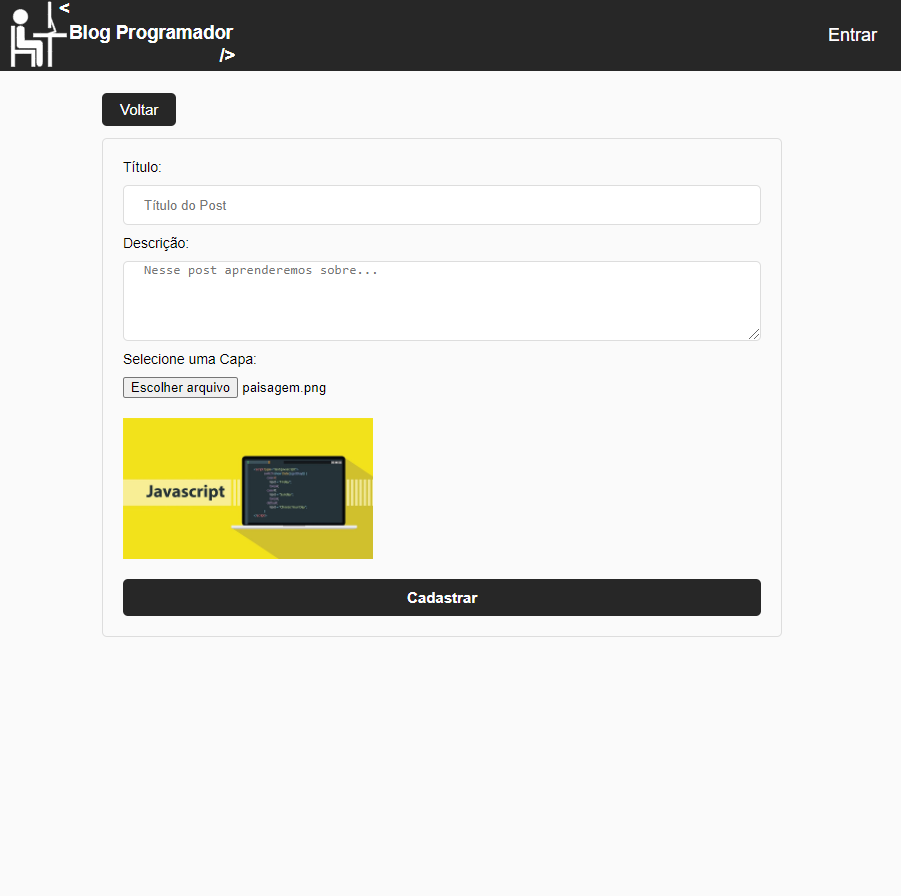 <
Blog Programador
/>
Entrar
Voltar
Título:
Título do Post
Descrição:
Nesse post aprenderemos sobre...
Selecione uma Capa:
Escolher arquivo paisagem.png
Javascript
Cadastrar